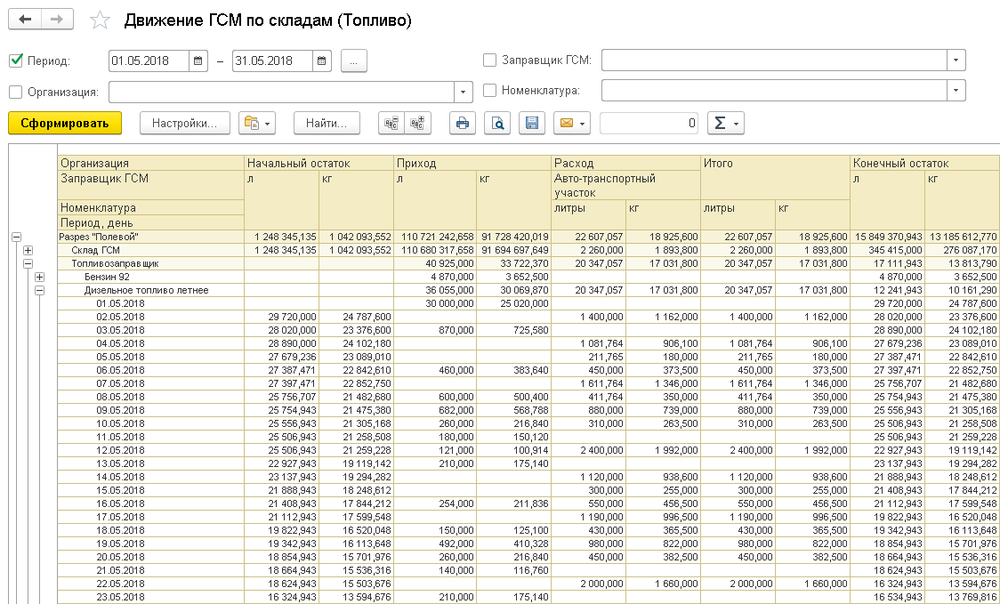 Движение ГСМ по складам (Топливо)
Период: 01.05.2018 – 31.05.2018 ... Заправщик ГСМ:
Организация: Номенклатура:
Сформировать Настройки... Найти... 0 Σ
Организация Начальный остаток Приход Расход Итого Конечный остаток
Заправщик ГСМ л кг л кг Авто-транспортный участок л кг
Номенклатура литры кг литры кг
Период, день
Разрез "Полевой" 1 248 345,135 1 042 093,552 110 721 242,658 91 728 420,019 22 607,057 18 925,600 22 607,057 18 925,600 15 849 370,943 13 185 612,770
Склад ГСМ 1 248 345,135 1 042 093,552 110 680 317,658 91 694 697,649 2 260,000 1 893,800 2 260,000 1 893,800 345 415,000 276 087,170
Топливозаправщик 40 925,000 33 722,370 20 347,057 17 031,800 20 347,057 17 031,800 17 111,943 13 813,790
Бензин 92 4 870,000 3 652,500 4 870,000 3 652,500
Дизельное топливо летнее 36 055,000 30 069,870 20 347,057 17 031,800 20 347,057 17 031,800 12 241,943 10 161,290
01.05.2018 30 000,000 25 020,000 29 720,000 24 787,600
02.05.2018 29 720,000 24 787,600 1 400,000 1 162,000 1 400,000 1 162,000 28 020,000 23 376,600
03.05.2018 28 020,000 23 376,600 870,000 725,580 28 890,000 24 102,180
04.05.2018 28 890,000 24 102,180 1 081,764 906,100 1 081,764 906,100 27 679,236 23 089,010
05.05.2018 27 679,236 23 089,010 211,765 180,000 211,765 180,000 27 387,471 22 842,610
06.05.2018 27 387,471 22 842,610 460,000 383,640 450,000 373,500 450,000 373,500 27 397,471 22 852,750
07.05.2018 27 397,471 22 852,750 1 611,764 1 346,000 1 611,764 1 346,000 25 756,707 21 482,680
08.05.2018 25 756,707 21 482,680 600,000 500,400 411,764 350,000 411,764 350,000 25 754,943 21 475,380
09.05.2018 25 754,943 21 475,380 682,000 568,788 880,000 739,000 880,000 739,000 25 556,943 21 305,168
10.05.2018 25 556,943 21 305,168 260,000 216,840 310,000 263,500 310,000 263,500 25 506,943 21 258,508
11.05.2018 25 506,943 21 258,508 180,000 150,120 25 506,943 21 259,228
12.05.2018 25 506,943 21 259,228 121,000 100,914 2 400,000 1 992,000 2 400,000 1 992,000 22 927,943 19 119,142
13.05.2018 22 927,943 19 119,142 210,000 175,140 23 137,943 19 294,282
14.05.2018 23 137,943 19 294,282 1 120,000 938,600 1 120,000 938,600 21 888,943 18 248,612
15.05.2018 21 888,943 18 248,612 300,000 255,000 300,000 255,000 21 408,943 17 844,212
16.05.2018 21 408,943 17 844,212 254,000 211,836 550,000 456,500 550,000 456,500 21 112,943 17 599,548
17.05.2018 21 112,943 17 599,548 1 190,000 996,500 1 190,000 996,500 19 822,943 16 520,048
18.05.2018 19 822,943 16 520,048 150,000 125,100 430,000 365,500 430,000 365,500 19 342,943 16 113,648
19.05.2018 19 342,943 16 113,648 492,000 410,328 980,000 822,000 980,000 822,000 18 854,943 15 701,976
20.05.2018 18 854,943 15 701,976 260,000 216,840 450,000 382,500 450,000 382,500 18 664,943 15 536,316
21.05.2018 18 664,943 15 536,316 140,000 116,760 18 624,943 15 503,676
22.05.2018 18 624,943 15 503,676 2 000,000 1 660,000 2 000,000 1 660,000 16 324,943 13 594,676
23.05.2018 16 324,943 13 594,676 210,000 175,140 16 534,943 13 769,816